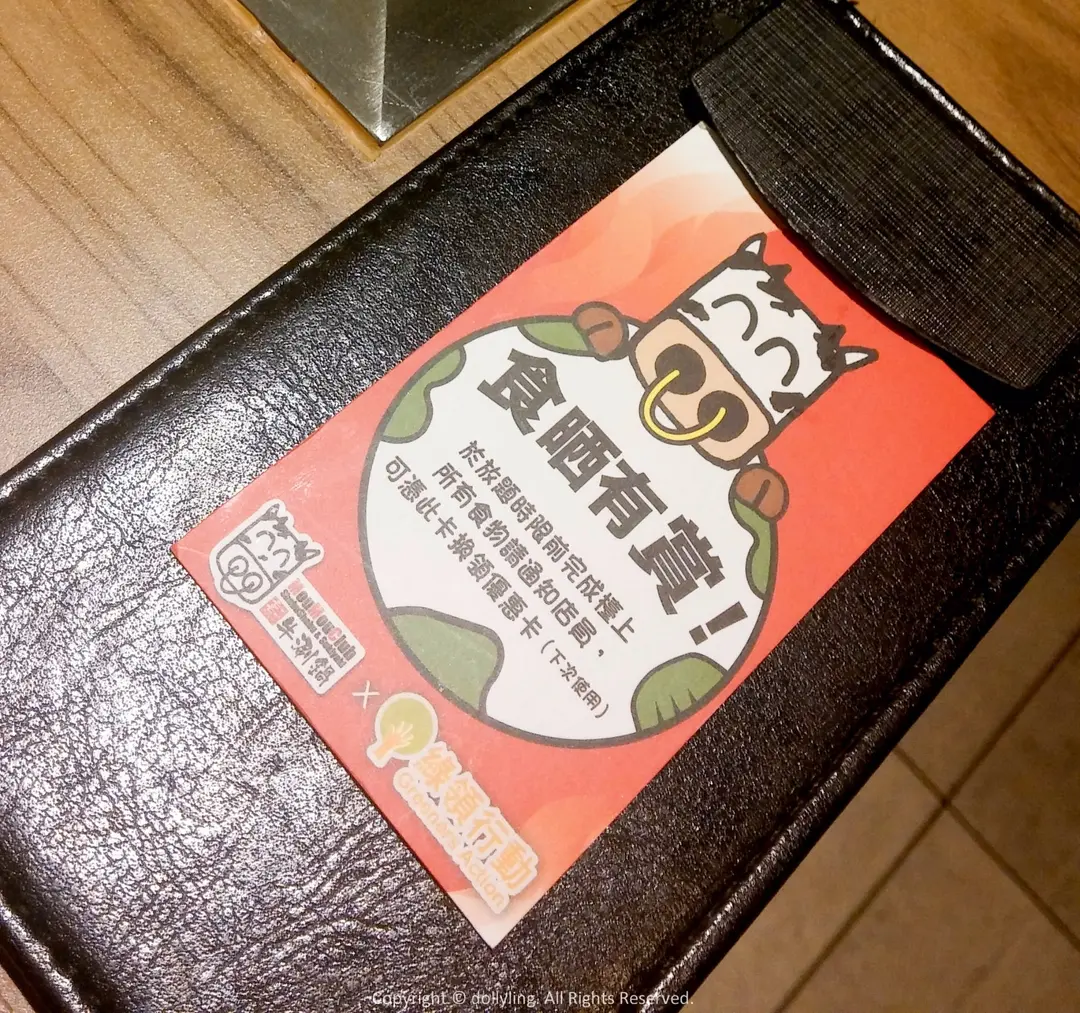 食晒有賞！
於放題時限前完成檯上
所有食物請通知店員，
可憑此卡換領優惠卡（下次使用）
×
綠領行動
Greeners Action
Copyright © dollyling. All Rights Reserved.